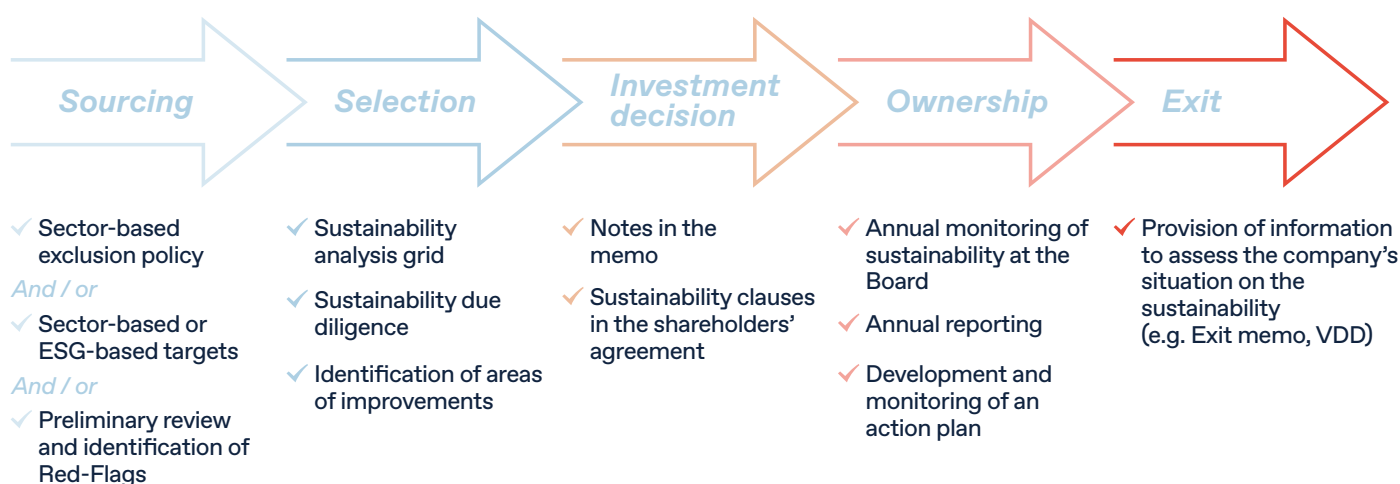 Sourcing
Selection
Investment
decision
Ownership
Exit
Sector-based
exclusion policy
And / or
Sector-based or
ESG-based targets
And / or
Preliminary review
and identification of
Red-Flags
Sustainability
analysis grid
Sustainability due
diligence
Identification of areas
of improvements
Notes in the
memo
Sustainability clauses
in the shareholders’
agreement
Annual monitoring of
sustainability at the
Board
Annual reporting
Development and
monitoring of an
action plan
Provision of information
to assess the company’s
situation on the
sustainability
(e.g. Exit memo, VDD)